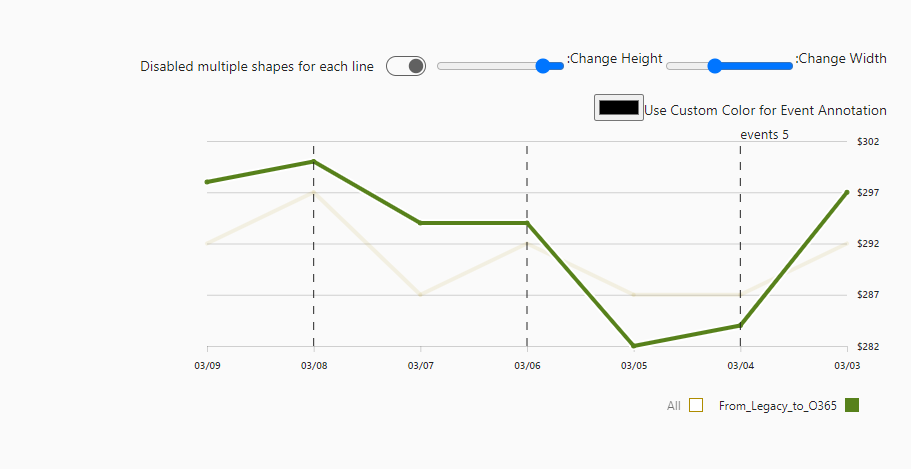 Disabled multiple shapes for each line
:Change Height
:Change Width
Use Custom Color for Event Annotation
events 5
$302
$297
$292
$287
$282
03/09 03/08 03/07 03/06 03/05 03/04 03/03
All From_Legacy_to_O365